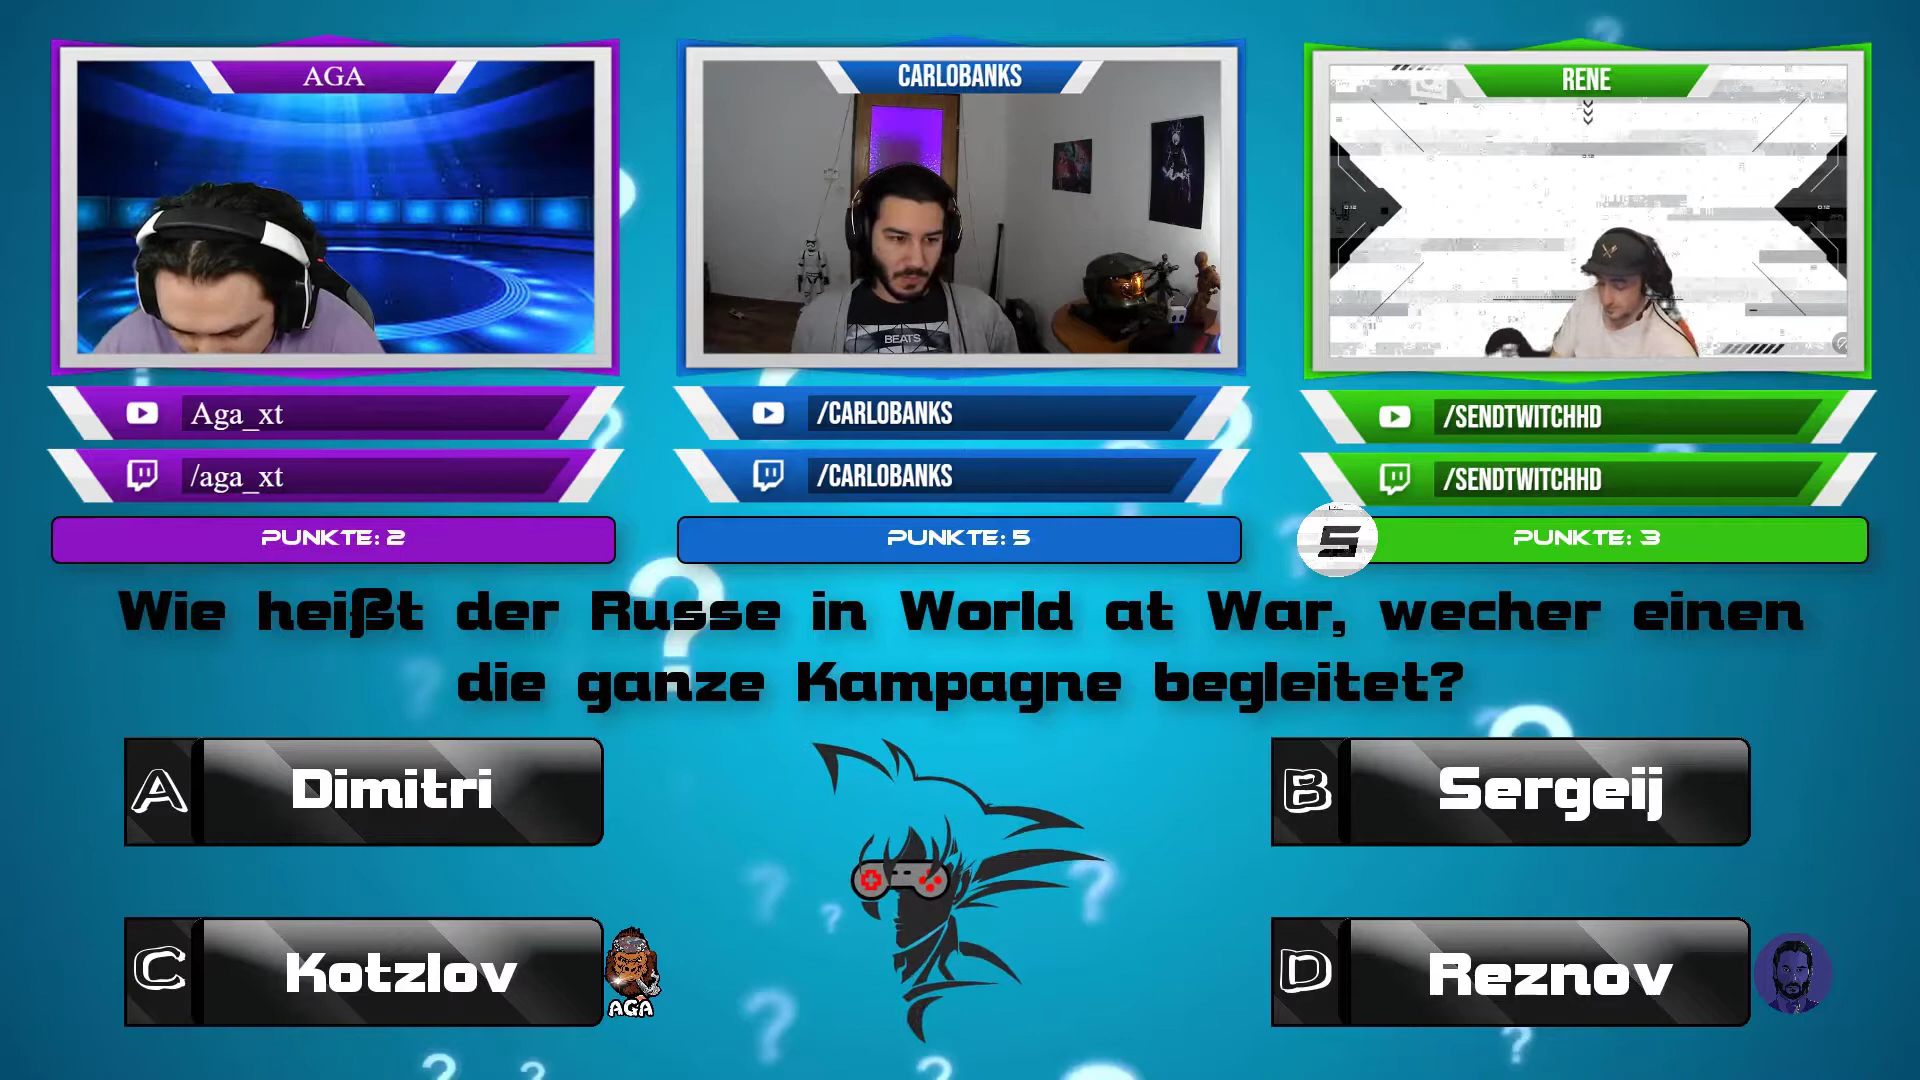 AGA
CARLOBANKS
RENE
BEATS
Aga_xt
/CARLOBANKS
/SENDTWITCHHD
/aga_xt
/CARLOBANKS
/SENDTWITCHHD
PUNKTE: 2
PUNKTE: 5
S
PUNKTE: 3
Wie heißt der Russe in World at War, wecher einen
die ganze Kampagne begleitet?
A Dimitri
B Sergeij
C Kotzlov
AGA
D Reznov